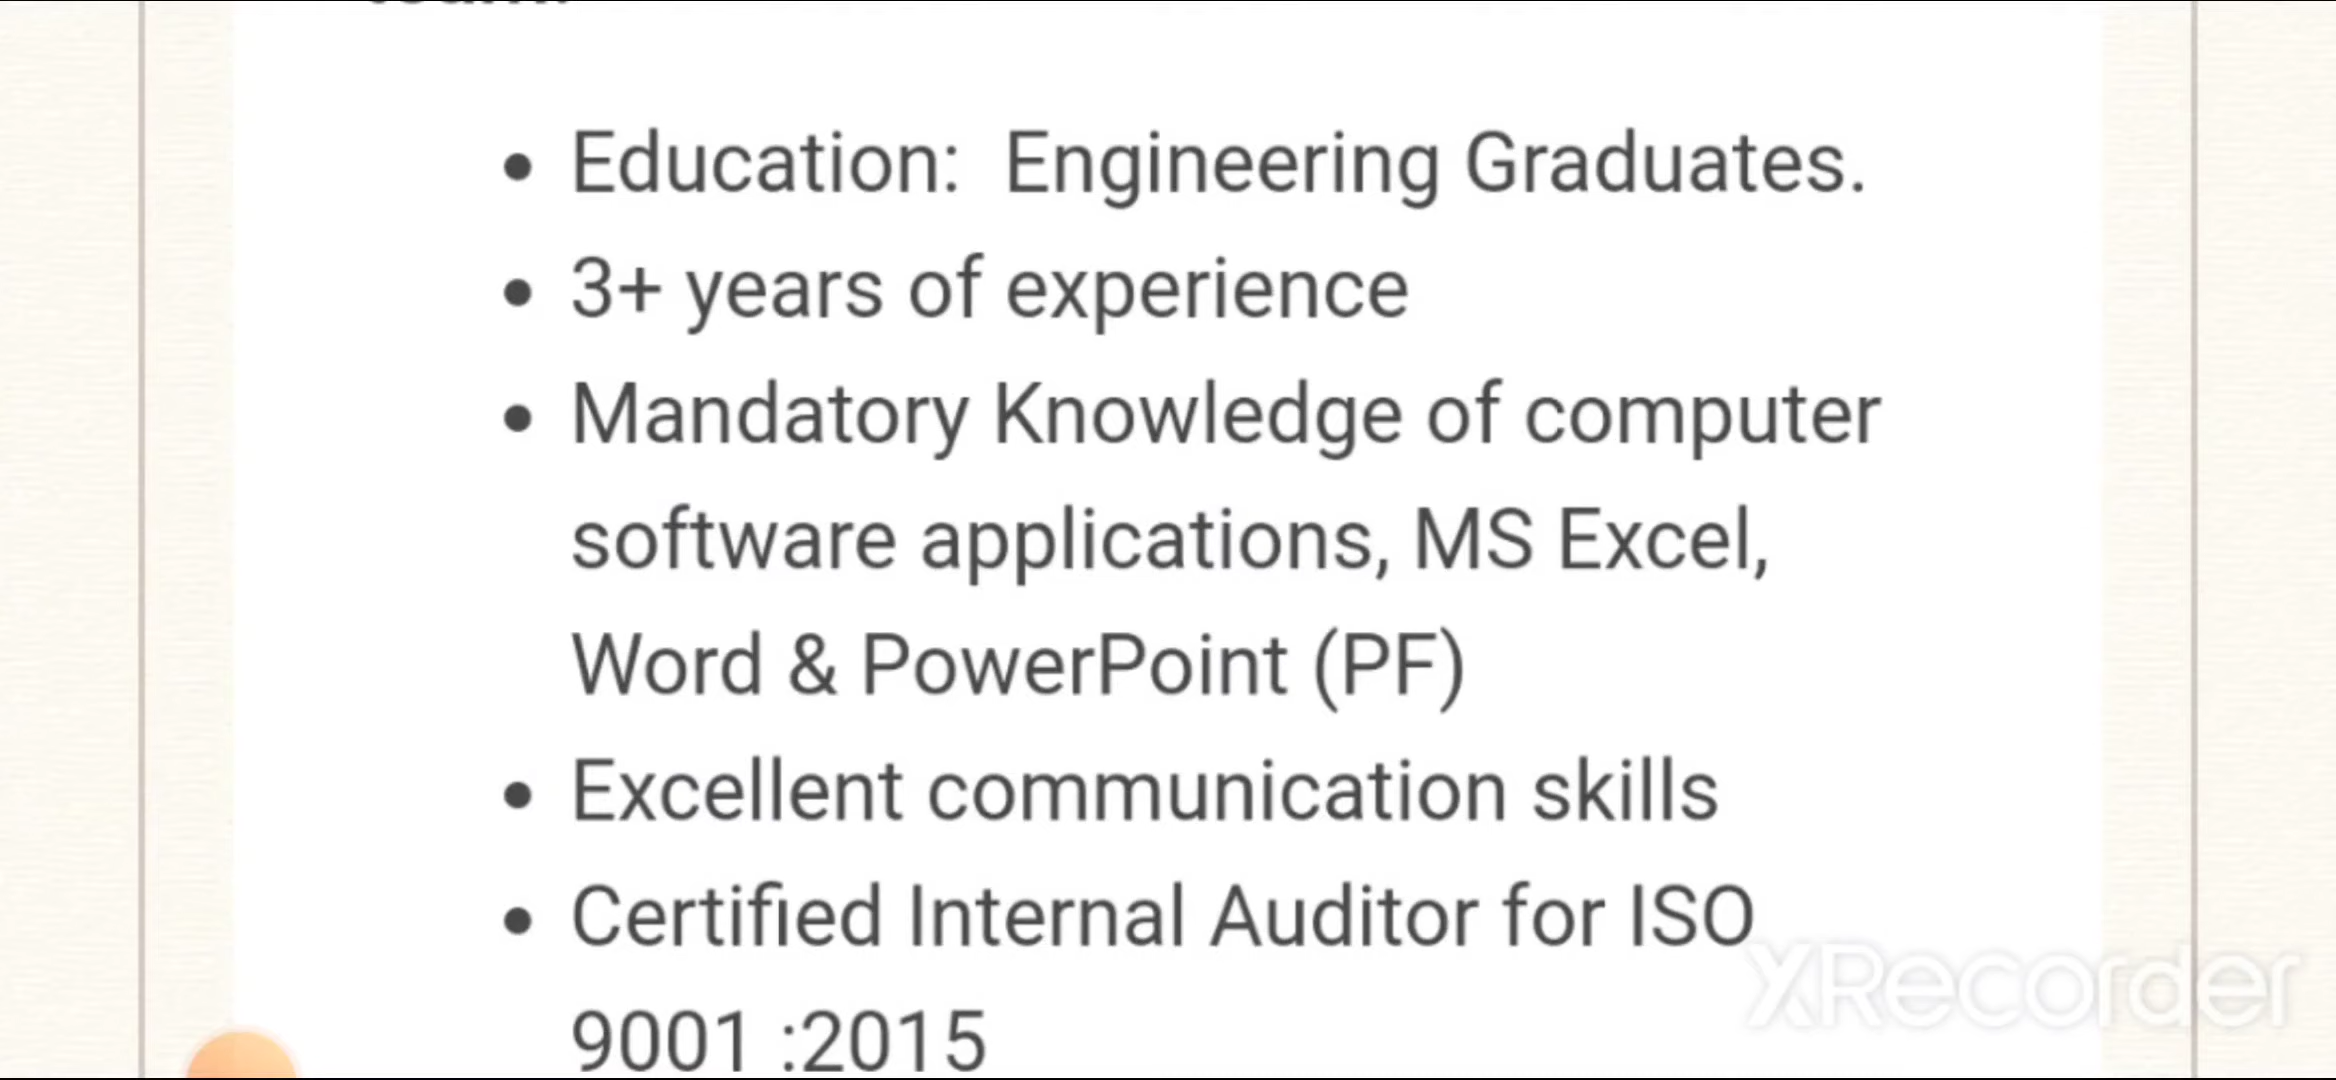 • Education:  Engineering Graduates.
• 3+ years of experience
• Mandatory Knowledge of computer
software applications, MS Excel,
Word & PowerPoint (PF)
• Excellent communication skills
• Certified Internal Auditor for ISO
9001 :2015
XRecorder